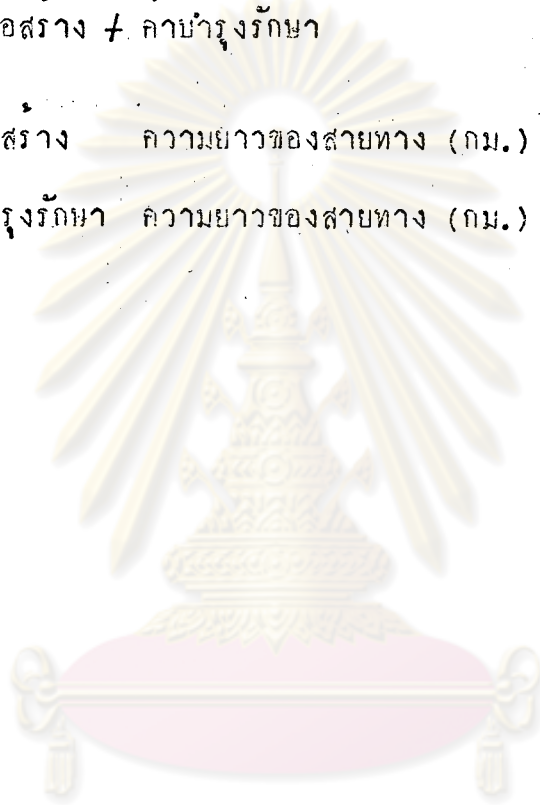 อสร้าง + คาบำรุงรักษา
สร้าง ความยาวของสายทาง (กม.)
รุงรักษา ความยาวของสายทาง (กม.)